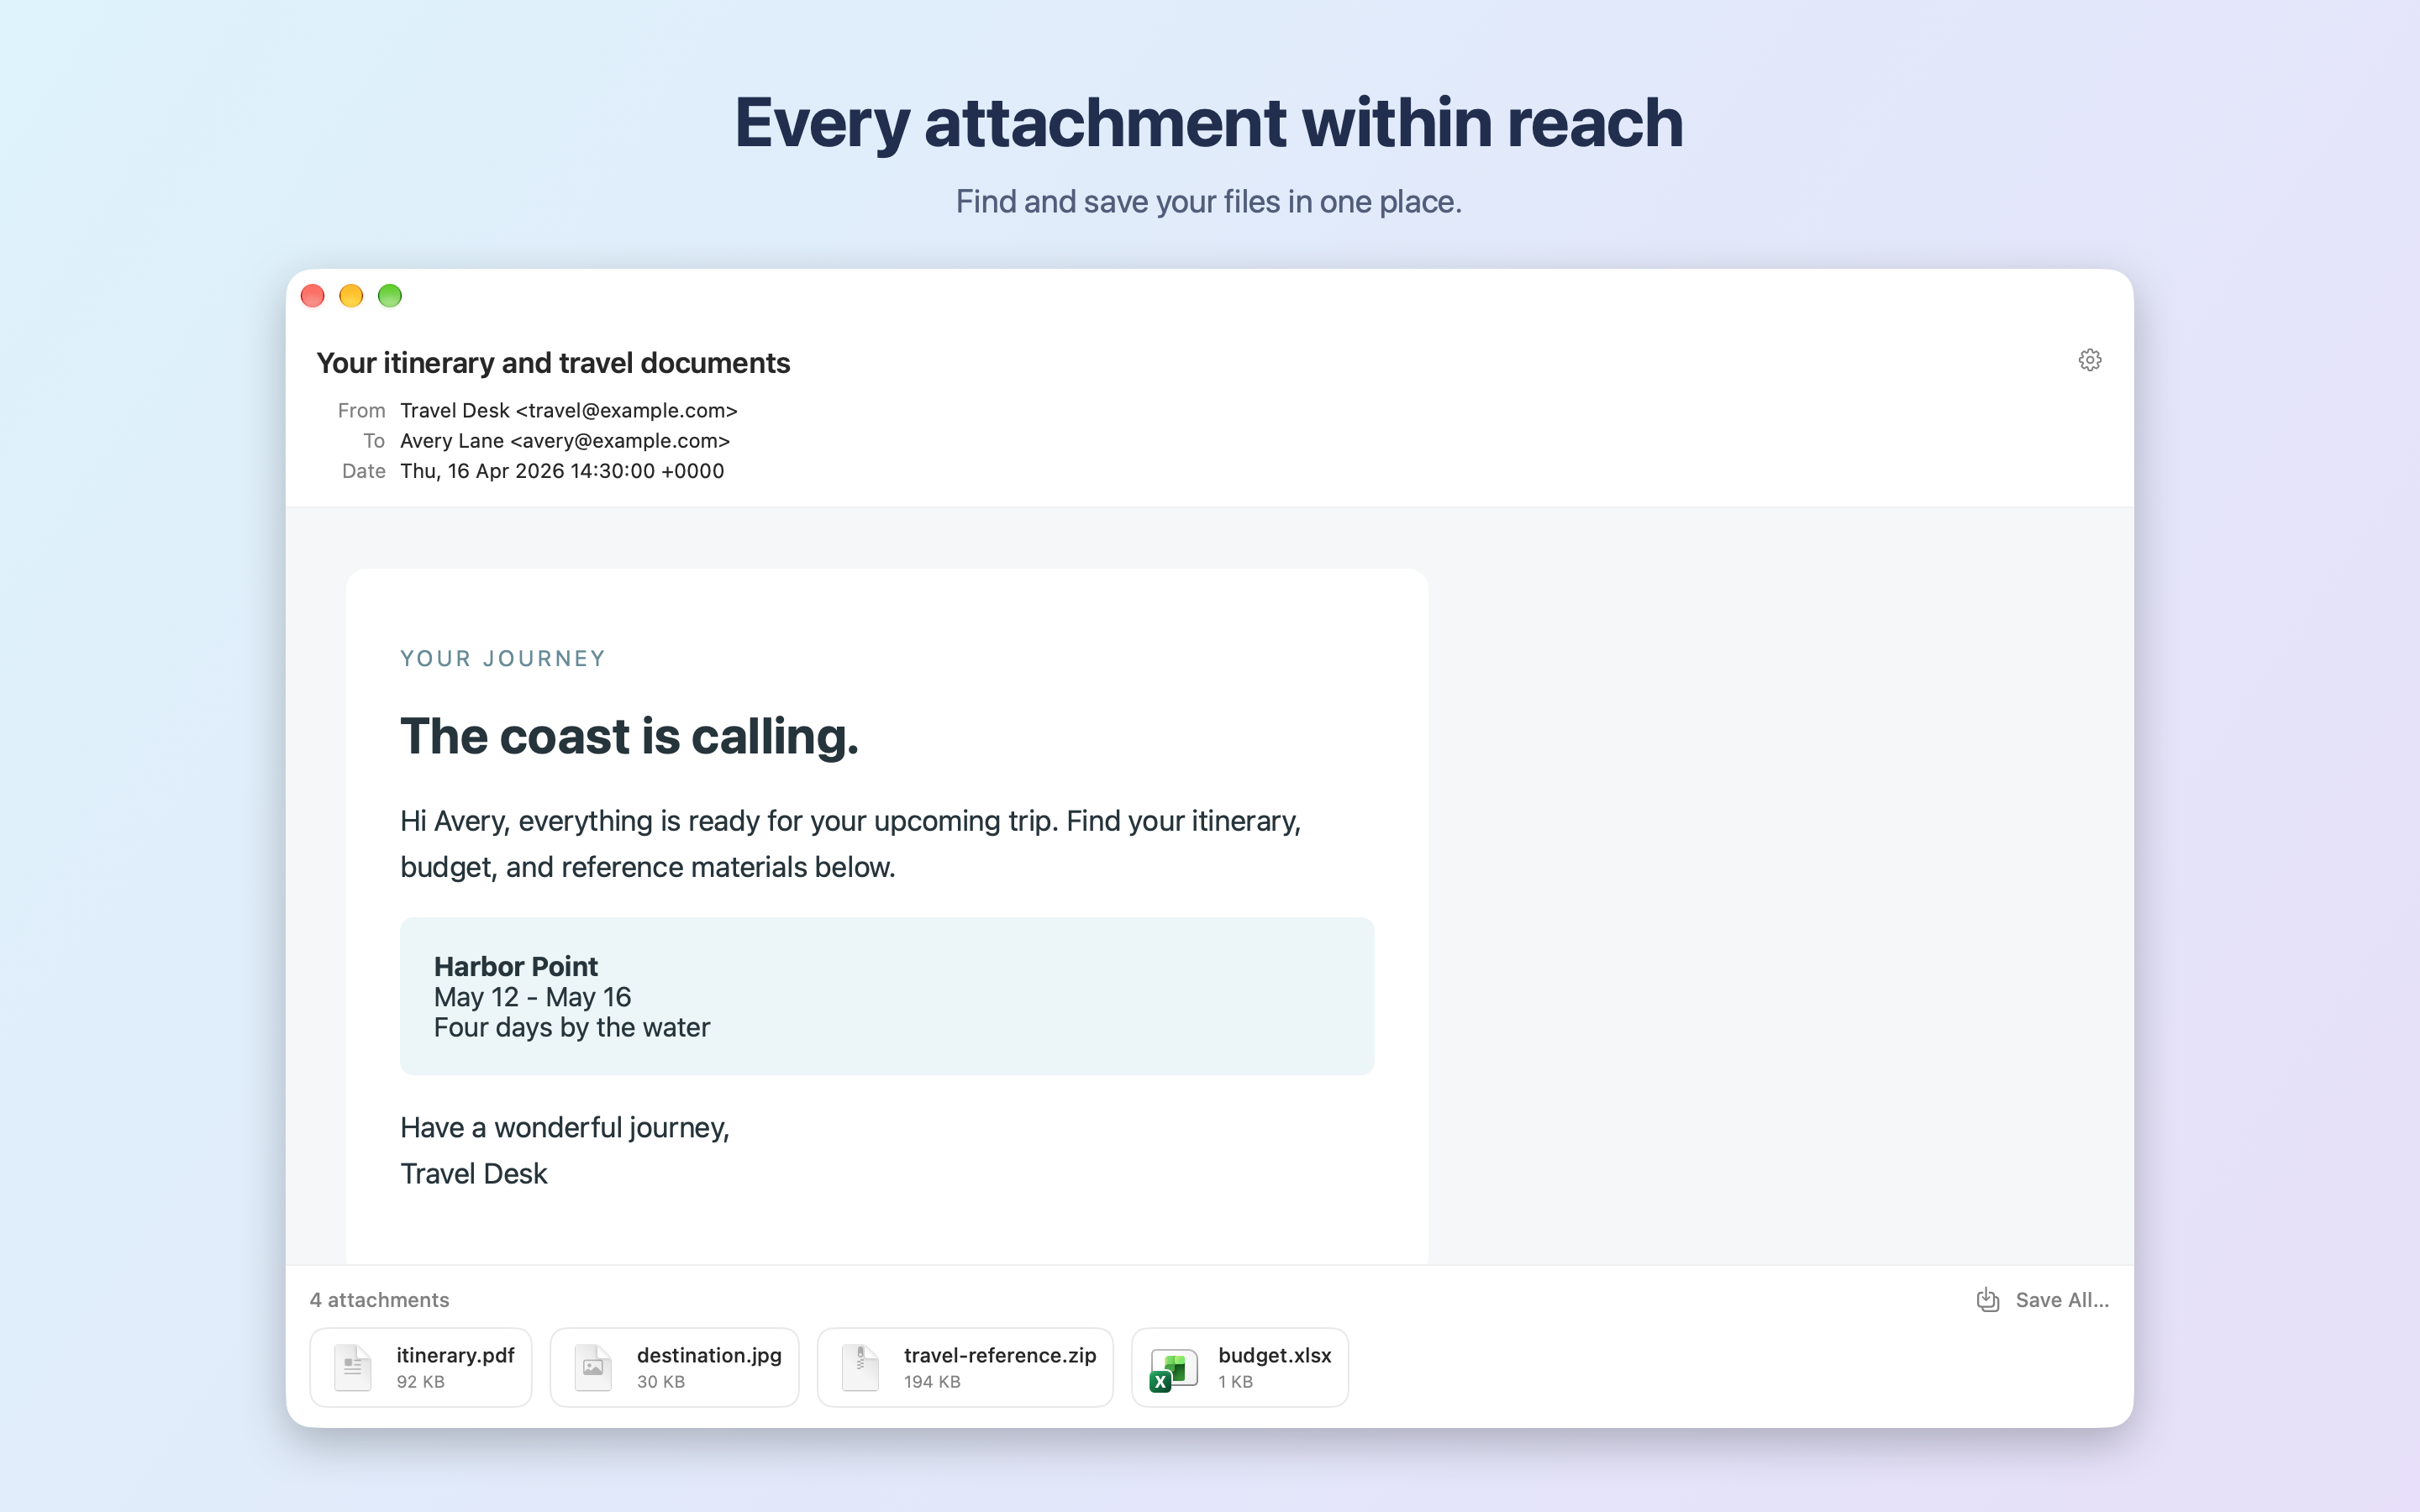 Every attachment within reach
Find and save your files in one place.
Your itinerary and travel documents
From Travel Desk <travel@example.com>
To Avery Lane <avery@example.com>
Date Thu, 16 Apr 2026 14:30:00 +0000
YOUR JOURNEY
The coast is calling.
Hi Avery, everything is ready for your upcoming trip. Find your itinerary,
budget, and reference materials below.
Harbor Point
May 12 - May 16
Four days by the water
Have a wonderful journey,
Travel Desk
4 attachments
Save All...
itinerary.pdf
92 KB
destination.jpg
30 KB
travel-reference.zip
194 KB
X
budget.xlsx
1 KB